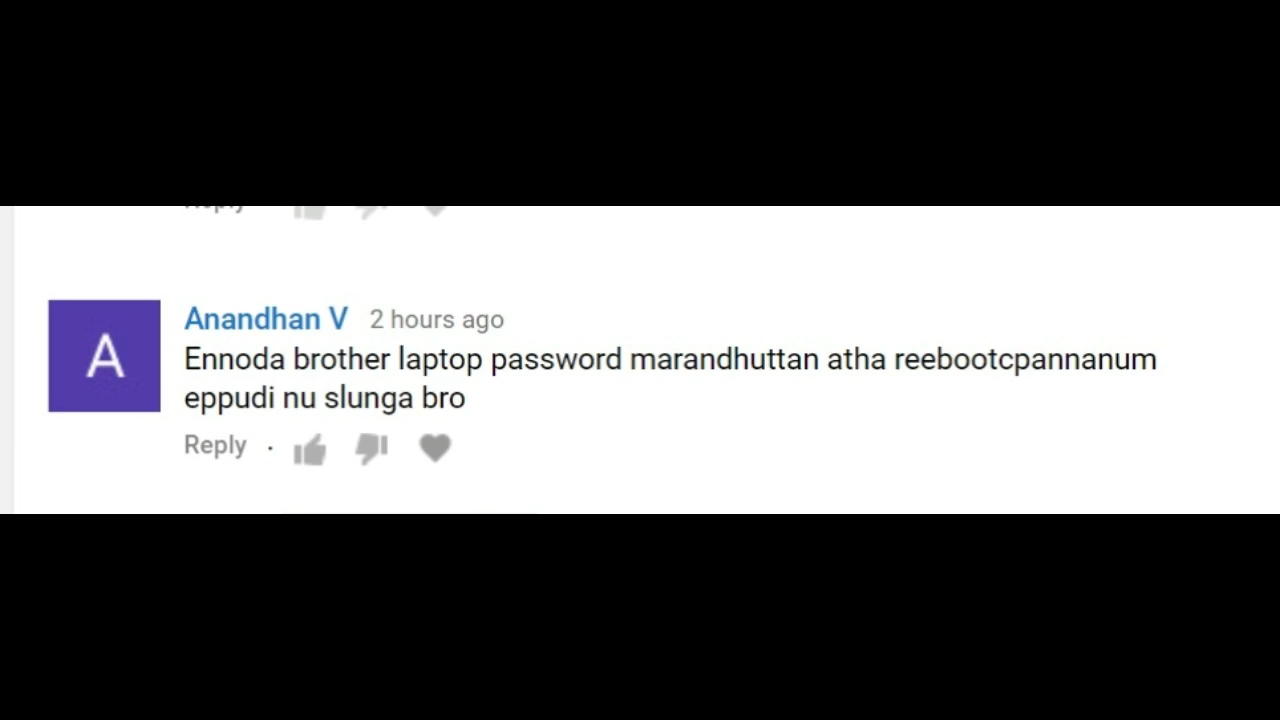 A
Anandhan V 2 hours ago
Ennoda brother laptop password marandhuttan atha reebootcpannanum
eppudi nu slunga bro
Reply ·